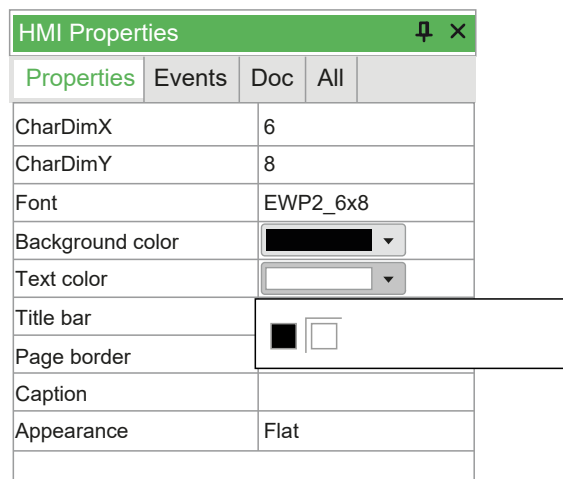 HMI Properties
Properties Events Doc All
CharDimX 6
CharDimY 8
Font EWP2_6x8
Background color
Text color
Title bar
Page border
Caption
Appearance Flat